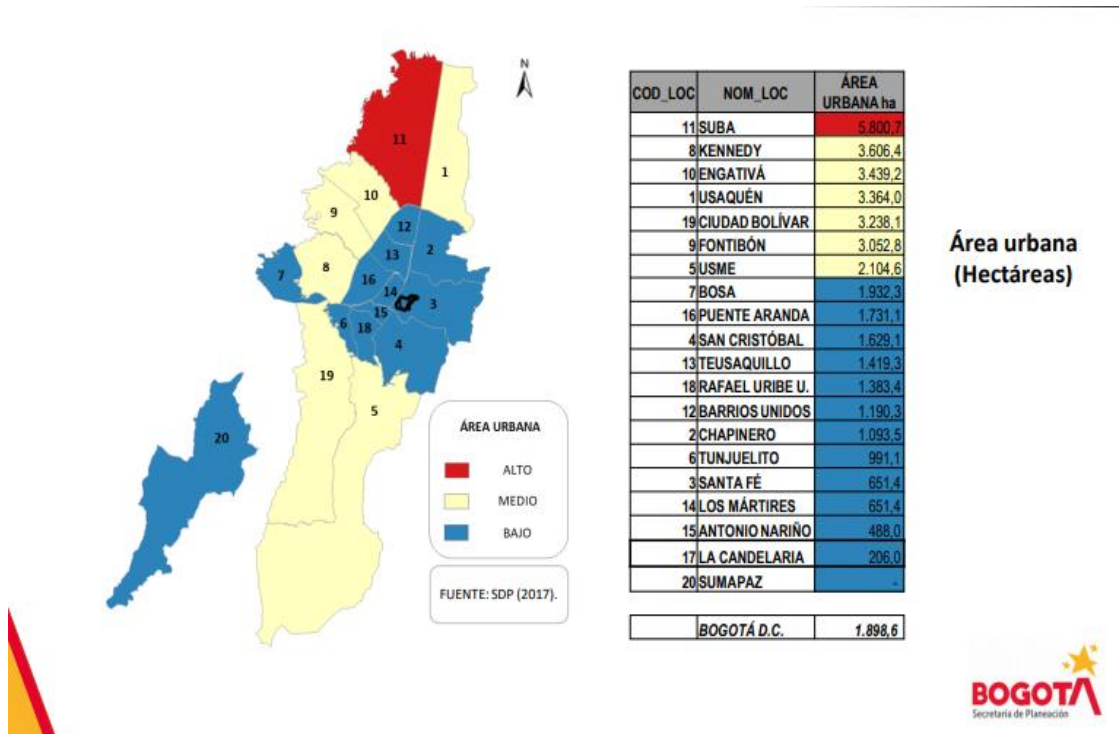 N
11
1
10
9
12
2
13
8
7
16
14
3
15
6
18
4
19
5
20
ÁREA URBANA
ALTO
MEDIO
BAJO
FUENTE: SDP (2017).
COD_LOC NOM_LOC ÁREA URBANA ha
11 SUBA 5.800,7
8 KENNEDY 3.606,4
10 ENGATIVÁ 3.439,2
1 USAQUÉN 3.364,0
19 CIUDAD BOLÍVAR 3.238,1
9 FONTIBÓN 3.052,8
5 USME 2.104,6
7 BOSA 1.932,3
16 PUENTE ARANDA 1.731,1
4 SAN CRISTÓBAL 1.629,1
13 TEUSAQUILLO 1.419,3
18 RAFAEL URIBE U. 1.383,4
12 BARRIOS UNIDOS 1.190,3
2 CHAPINERO 1.093,5
6 TUNJUELITO 991,1
3 SANTA FÉ 651,4
14 LOS MÁRTIRES 651,4
15 ANTONIO NARIÑO 488,0
17 LA CANDELARIA 206,0
20 SUMAPAZ -
BOGOTÁ D.C. 1.898,6
Área urbana
(Hectáreas)
BOGOTÁ
Secretaría de Planeación